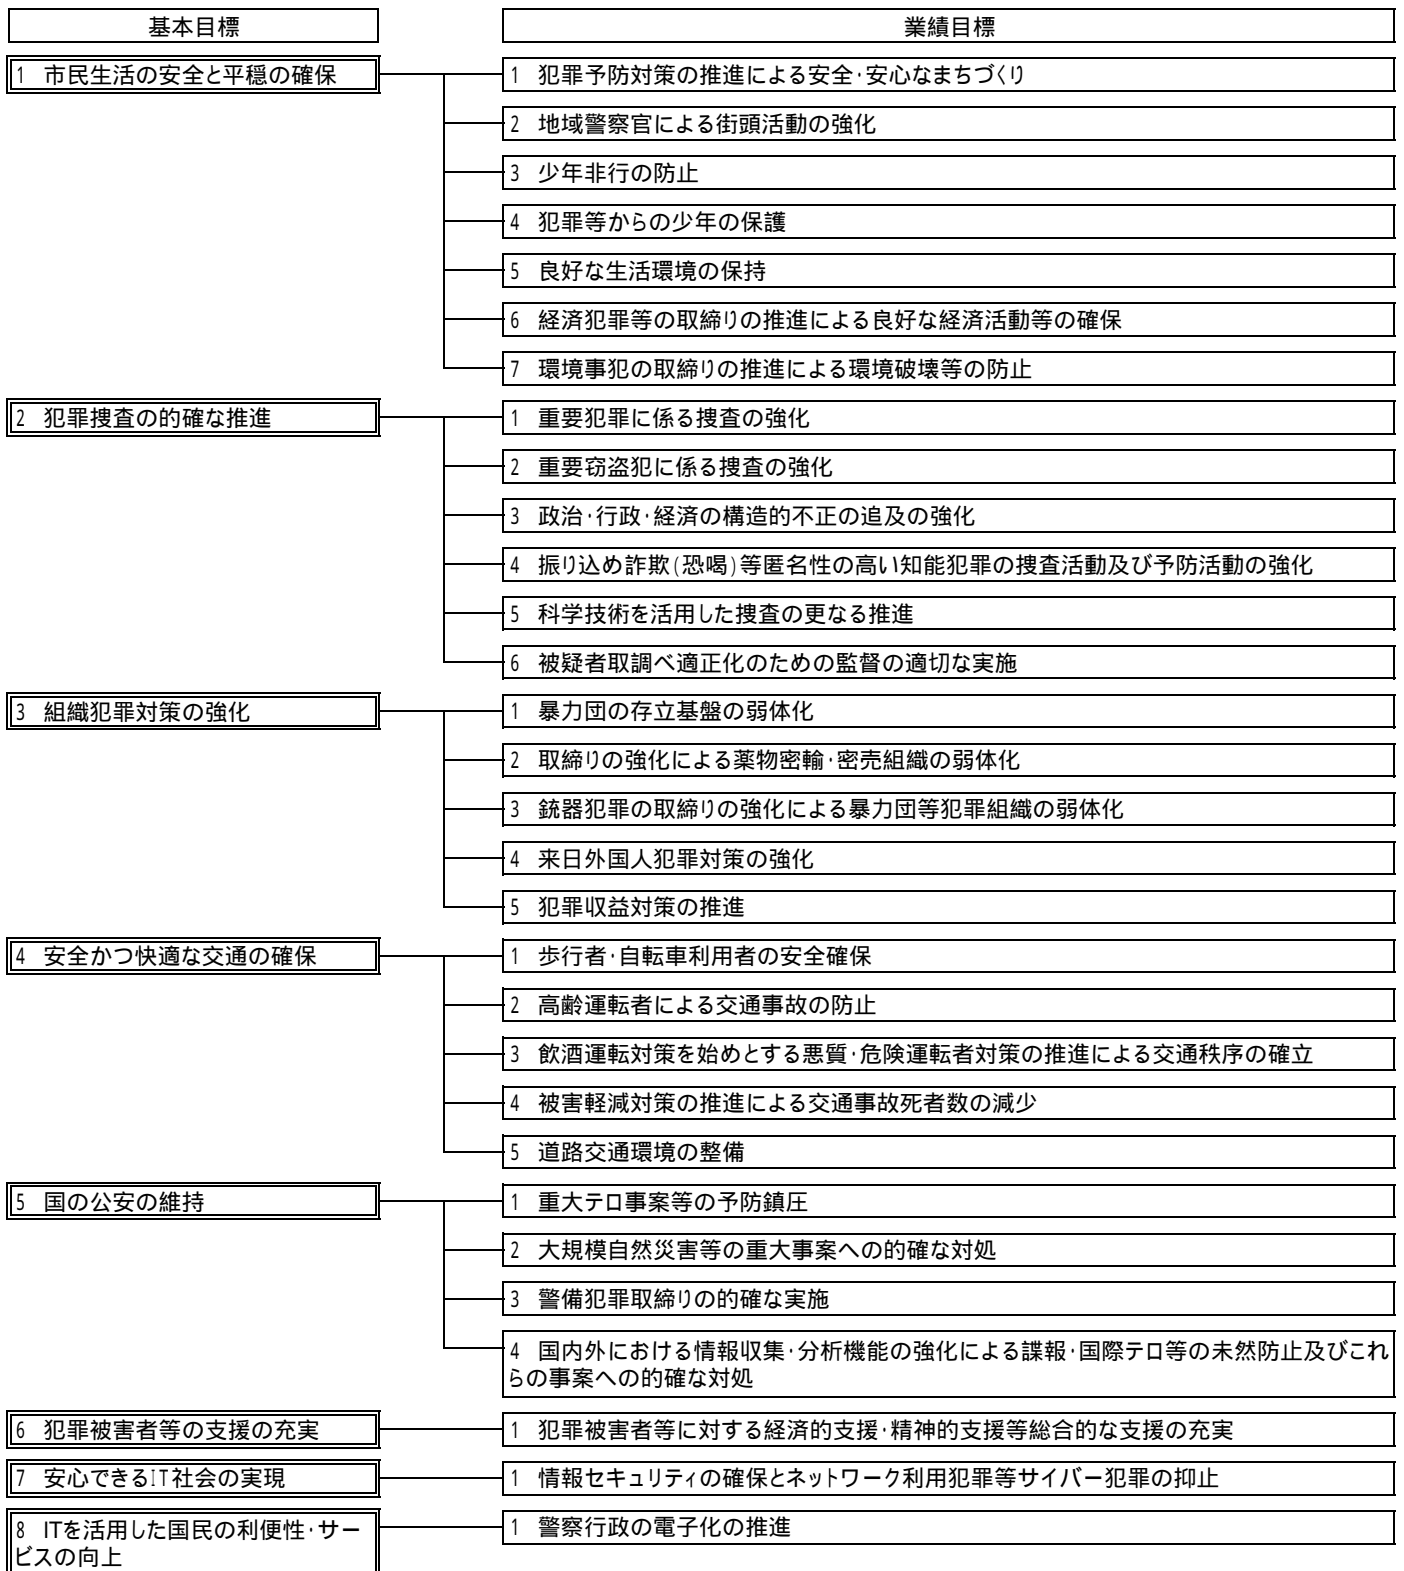 基本目標
業績目標
1 市民生活の安全と平穏の確保
1 犯罪予防対策の推進による安全・安心なまちづくり
2 地域警察官による街頭活動の強化
3 少年非行の防止
4 犯罪等からの少年の保護
5 良好な生活環境の保持
6 経済犯罪等の取締りの推進による良好な経済活動等の確保
7 環境事犯の取締りの推進による環境破壊等の防止
2 犯罪捜査の的確な推進
1 重要犯罪に係る捜査の強化
2 重要窃盗犯に係る捜査の強化
3 政治・行政・経済の構造的不正の追及の強化
4 振り込め詐欺(恐喝)等匿名性の高い知能犯罪の捜査活動及び予防活動の強化
5 科学技術を活用した捜査の更なる推進
6 被疑者取調べ適正化のための監督の適切な実施
3 組織犯罪対策の強化
1 暴力団の存立基盤の弱体化
2 取締りの強化による薬物密輸・密売組織の弱体化
3 銃器犯罪の取締りの強化による暴力団等犯罪組織の弱体化
4 来日外国人犯罪対策の強化
5 犯罪収益対策の推進
4 安全かつ快適な交通の確保
1 歩行者・自転車利用者の安全確保
2 高齢運転者による交通事故の防止
3 飲酒運転対策を始めとする悪質・危険運転者対策の推進による交通秩序の確立
4 被害軽減対策の推進による交通事故死者数の減少
5 道路交通環境の整備
5 国の公安の維持
1 重大テロ事案等の予防鎮圧
2 大規模自然災害等の重大事案への的確な対処
3 警備犯罪取締りの的確な実施
4 国内外における情報収集・分析機能の強化による諜報・国際テロ等の未然防止及びこれ
らの事案への的確な対処
6 犯罪被害者等の支援の充実
1 犯罪被害者等に対する経済的支援・精神的支援等総合的な支援の充実
7 安心できるIT社会の実現
1 情報セキュリティの確保とネットワーク利用犯罪等サイバー犯罪の抑止
8 ITを活用した国民の利便性・サー
ビスの向上
1 警察行政の電子化の推進